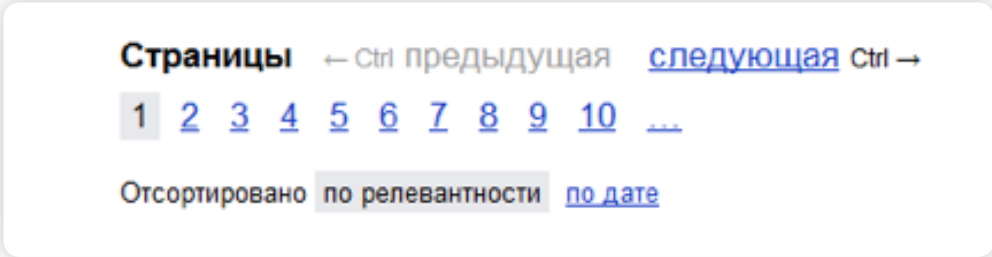 Страницы ← Ctrl предыдущая следующая Ctrl →
1 2 3 4 5 6 7 8 9 10 ...
Отсортировано по релевантности по дате